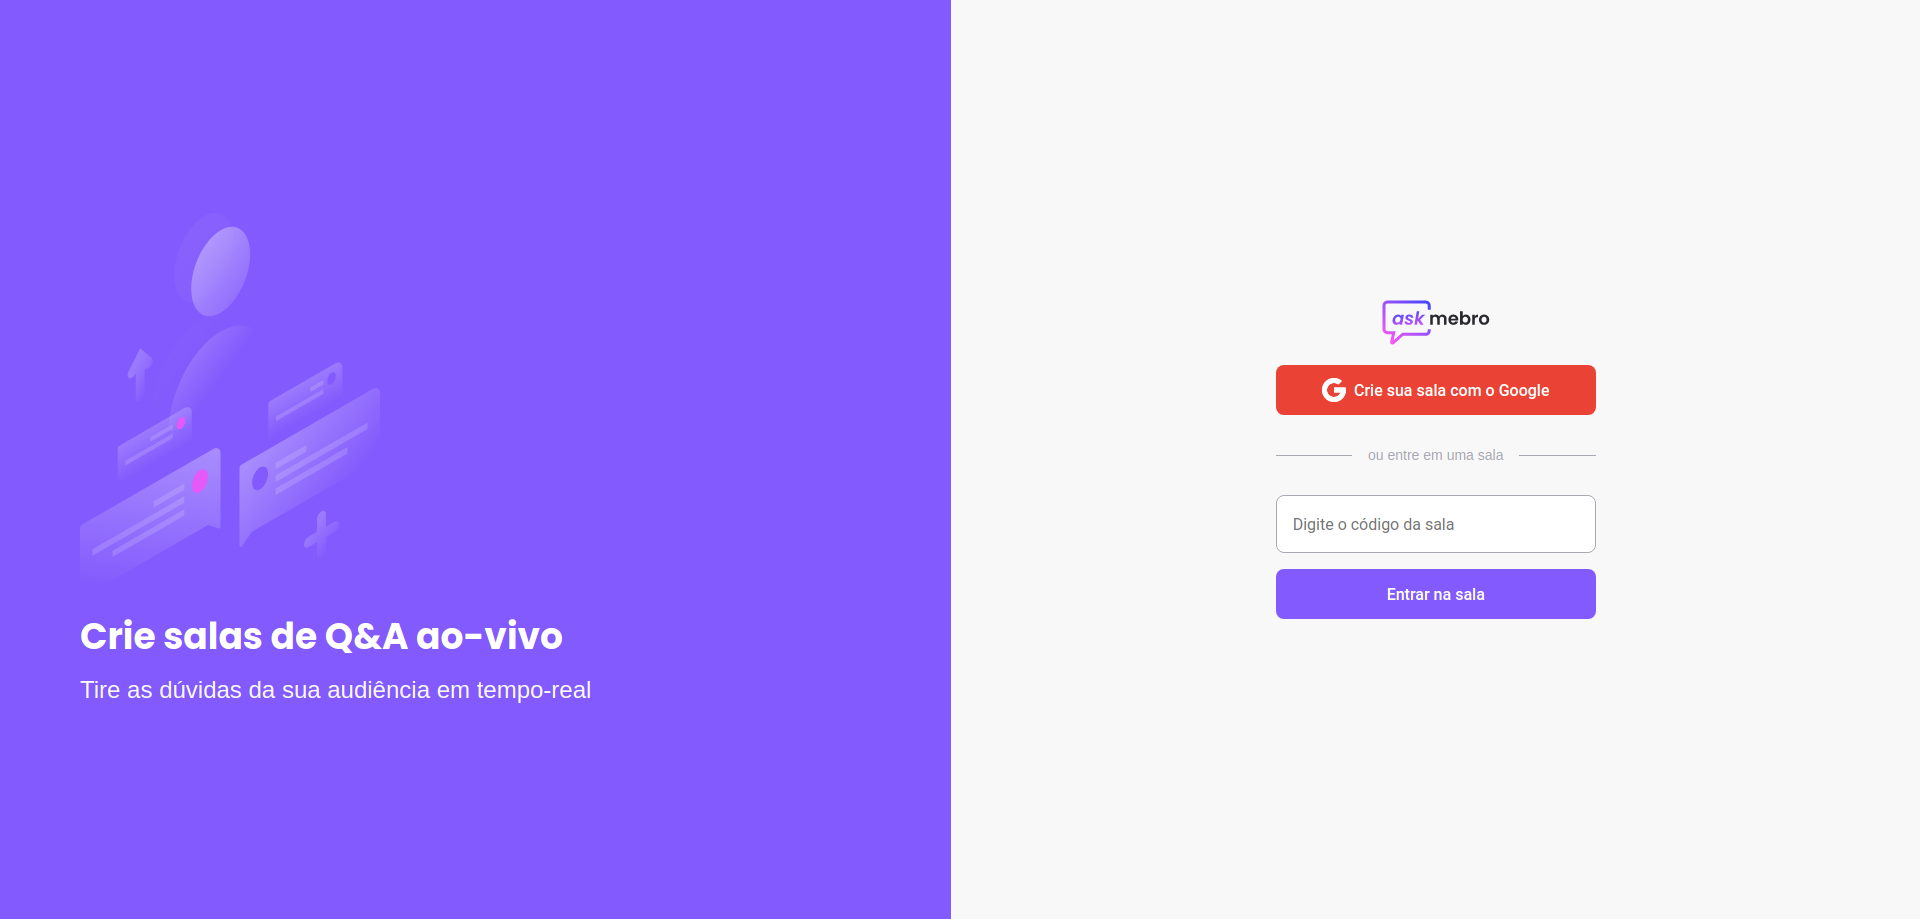 Crie salas de Q&A ao-vivo
Tire as dúvidas da sua audiência em tempo-real
ask mebro
Crie sua sala com o Google
ou entre em uma sala
Digite o código da sala
Entrar na sala